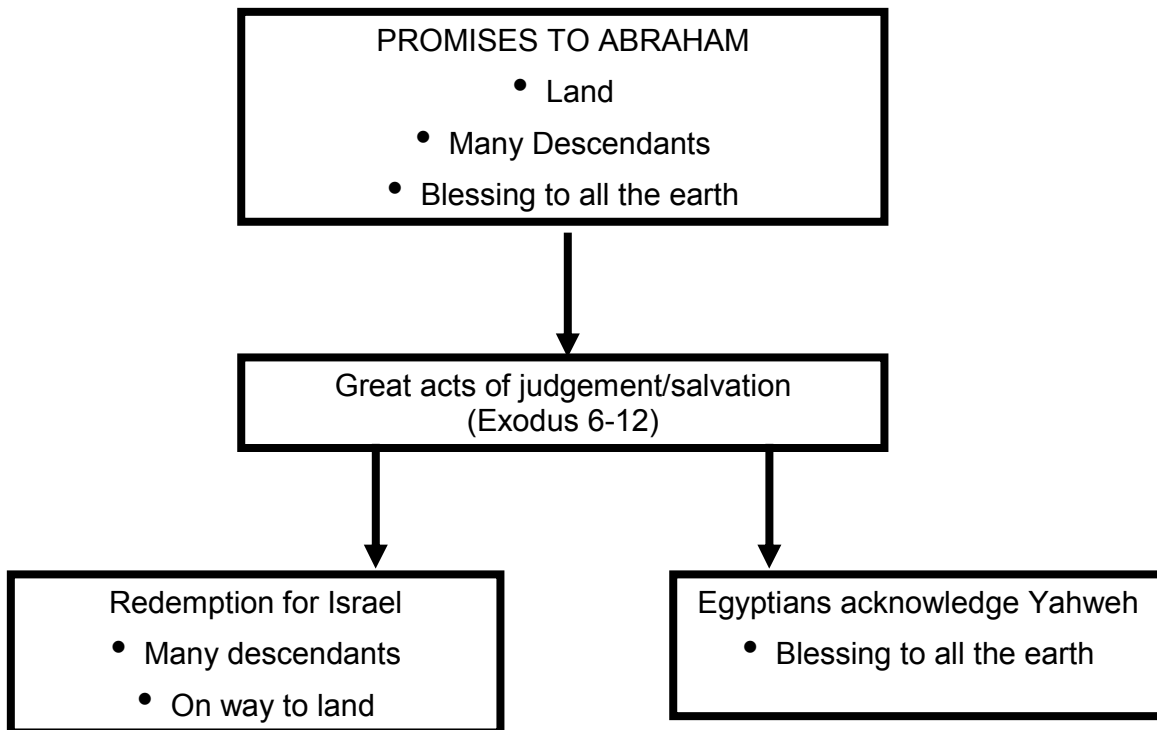 PROMISES TO ABRAHAM
• Land
• Many Descendants
• Blessing to all the earth
Great acts of judgement/salvation
(Exodus 6-12)
Redemption for Israel
• Many descendants
• On way to land
Egyptians acknowledge Yahweh
• Blessing to all the earth